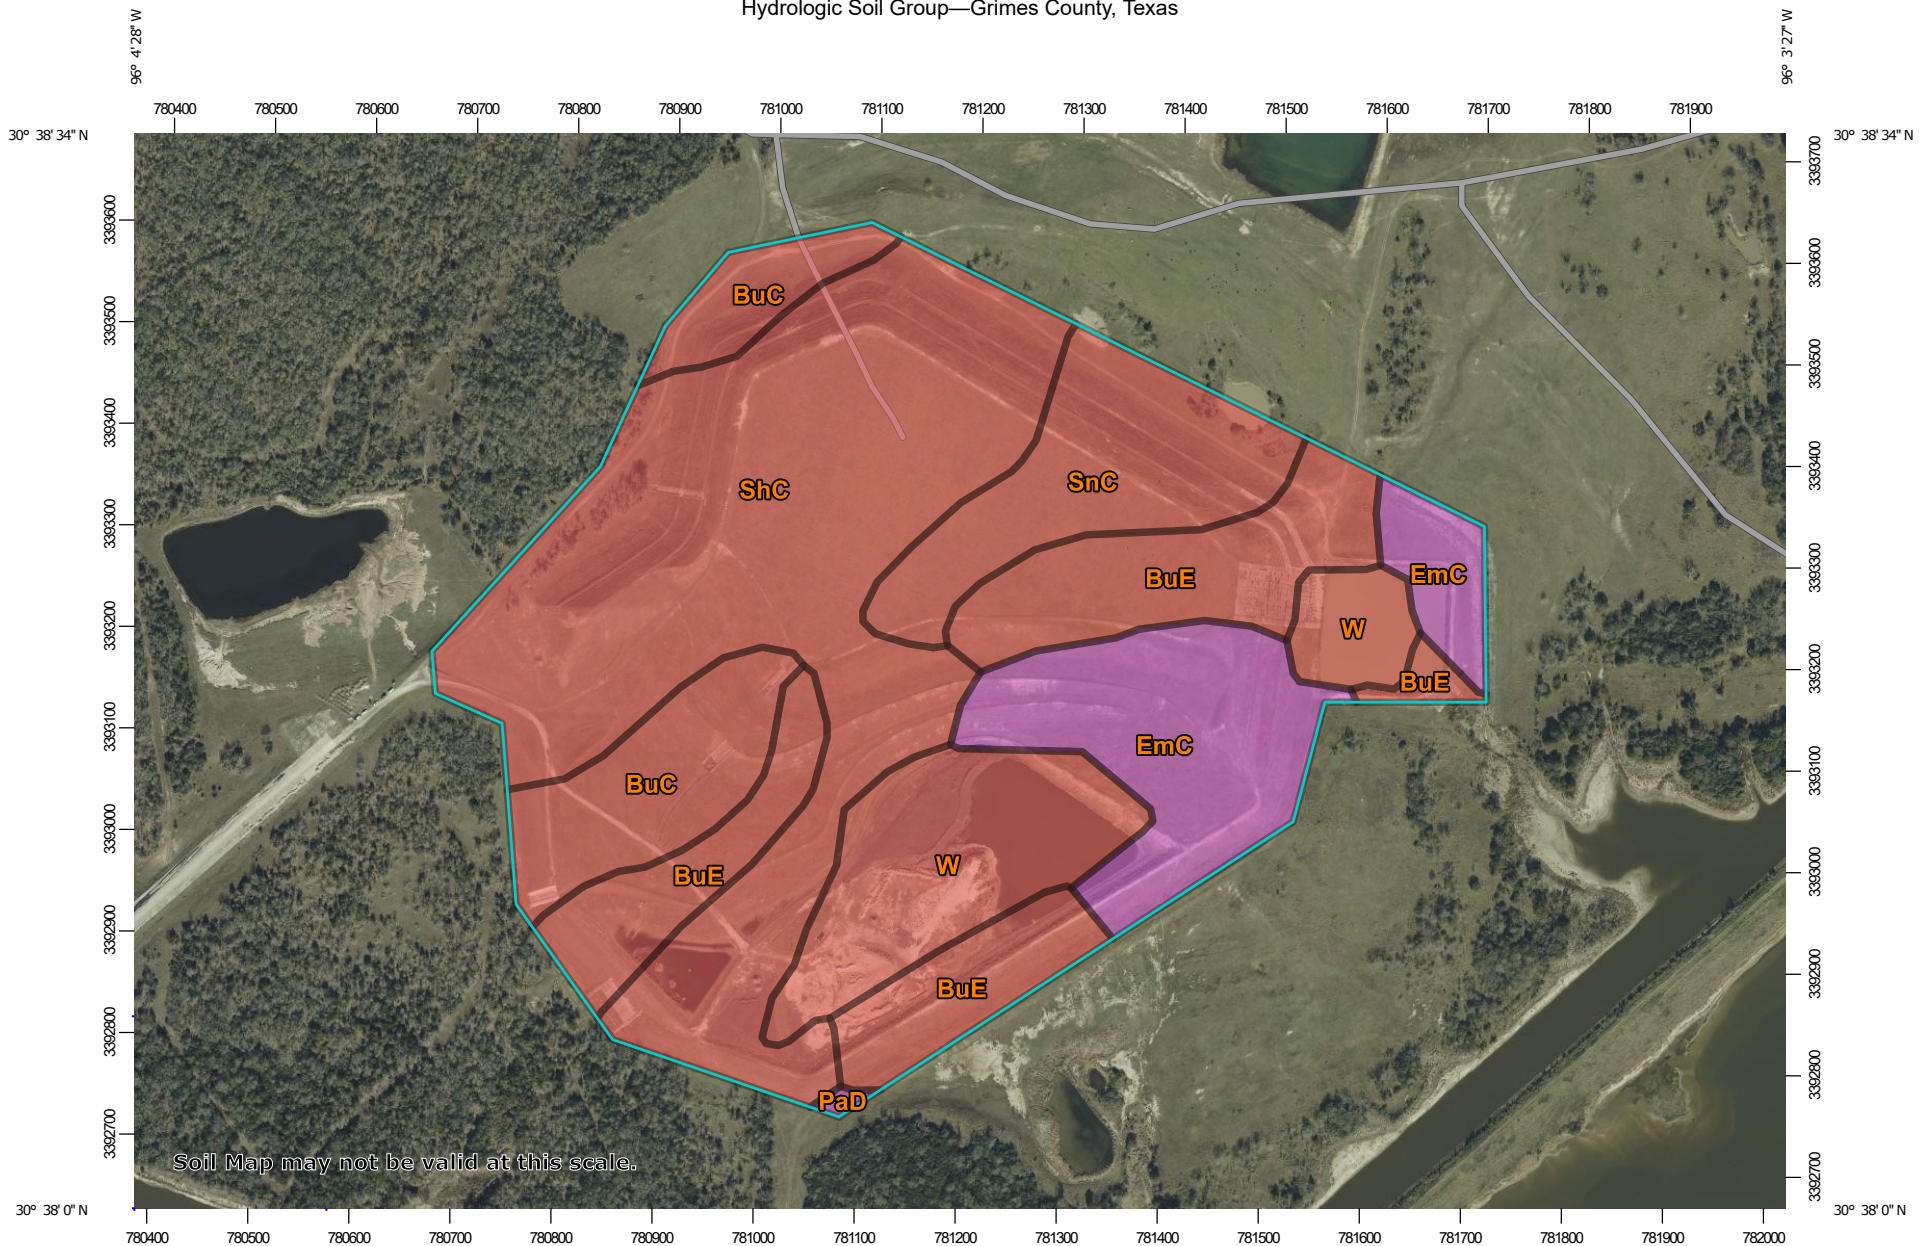 Hydrologic Soil Group—Grimes County, Texas
96° 4' 28" W
96° 3' 27" W
780400 780500 780600 780700 780800 780900 781000 781100 781200 781300 781400 781500 781600 781700 781800 781900
30° 38' 34" N
30° 38' 34" N
3393600
3393500
3393400
3393300
3393200
3393100
3393000
3392900
3392800
3392700
3393700
3393600
3393500
3393400
3393300
3393200
3393100
3393000
3392900
3392800
3392700
BuC
ShC
SnC
BuE
EmC
W
BuE
EmC
BuC
W
BuE
BuE
PaD
Soil Map may not be valid at this scale.
30° 38' 0" N
30° 38' 0" N
780400 780500 780600 780700 780800 780900 781000 781100 781200 781300 781400 781500 781600 781700 781800 781900 782000